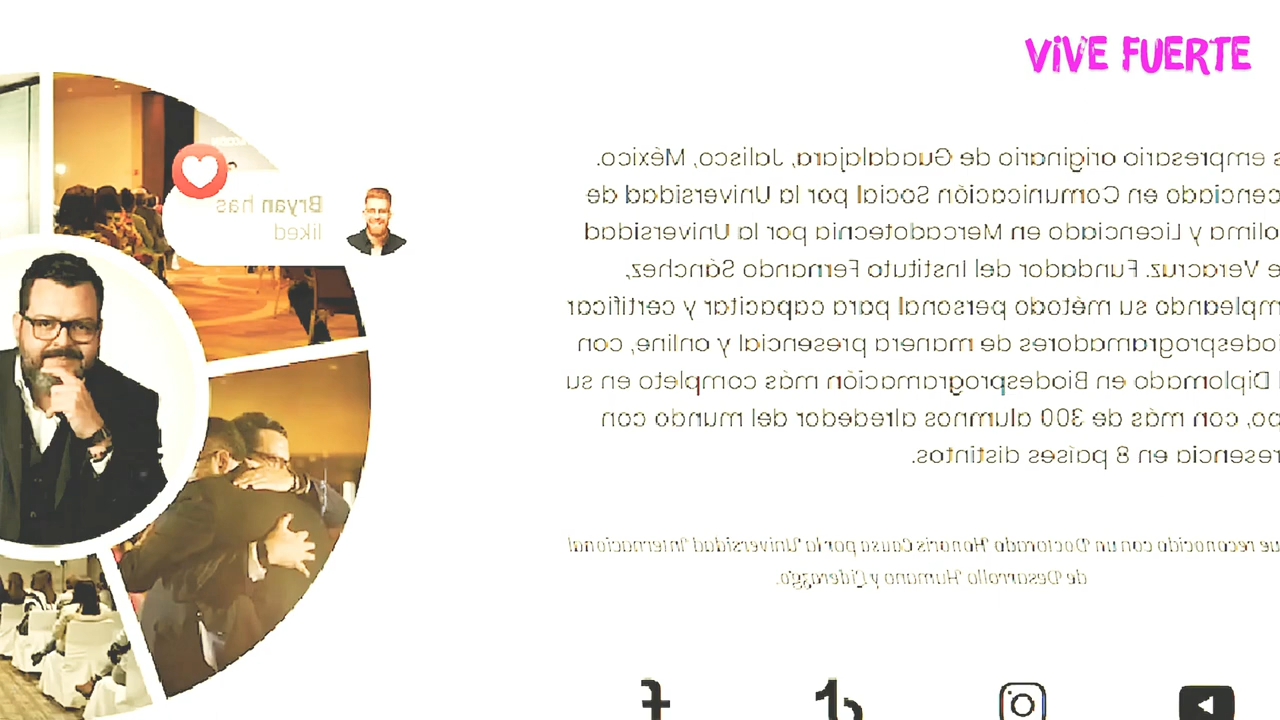 VIVE FUERTE
s empresario originario de Guadalajara, Jalisco, México.
cenciado en Comunicación Social por la Universidad de
olima y Licenciado en Mercadotecnia por la Universidad
e Veracruz. Fundador del Instituto Fernando Sánchez,
mpleando su método personal para capacitar y certificar
iodesprogramadores de manera presencial y online, con
l Diplomado en Biodesprogramación más completo en su
po, con más de 300 alumnos alrededor del mundo con
resencia en 8 países distintos.
ue reconocido con un Doctorado Honoris Causa por la Universidad Internacional
de Desarrollo Humano y Liderazgo.
Bryan has
liked